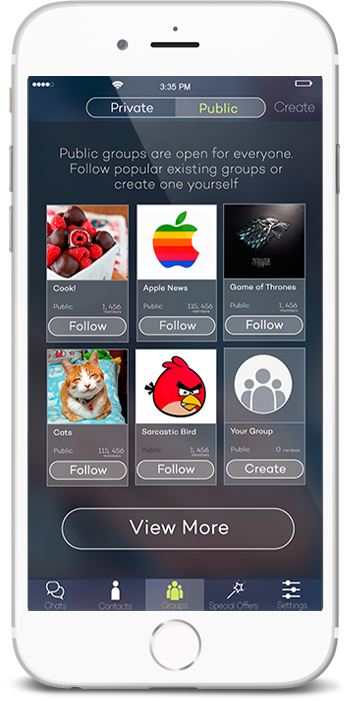 3:35 PM
Private Public Create
Public groups are open for everyone.
Follow popular existing groups or
create one yourself
Cook!
Public 1, 456
members
Follow
Apple News
Public 115, 456
members
Follow
Game of Thrones
Public 1, 456
members
Follow
Cats
Public 115, 456
members
Follow
Sarcastic Bird
Public 1, 456
members
Follow
Your Group
Public 0
members
Create
View More
Chats Contacts Groups Special Offers Settings